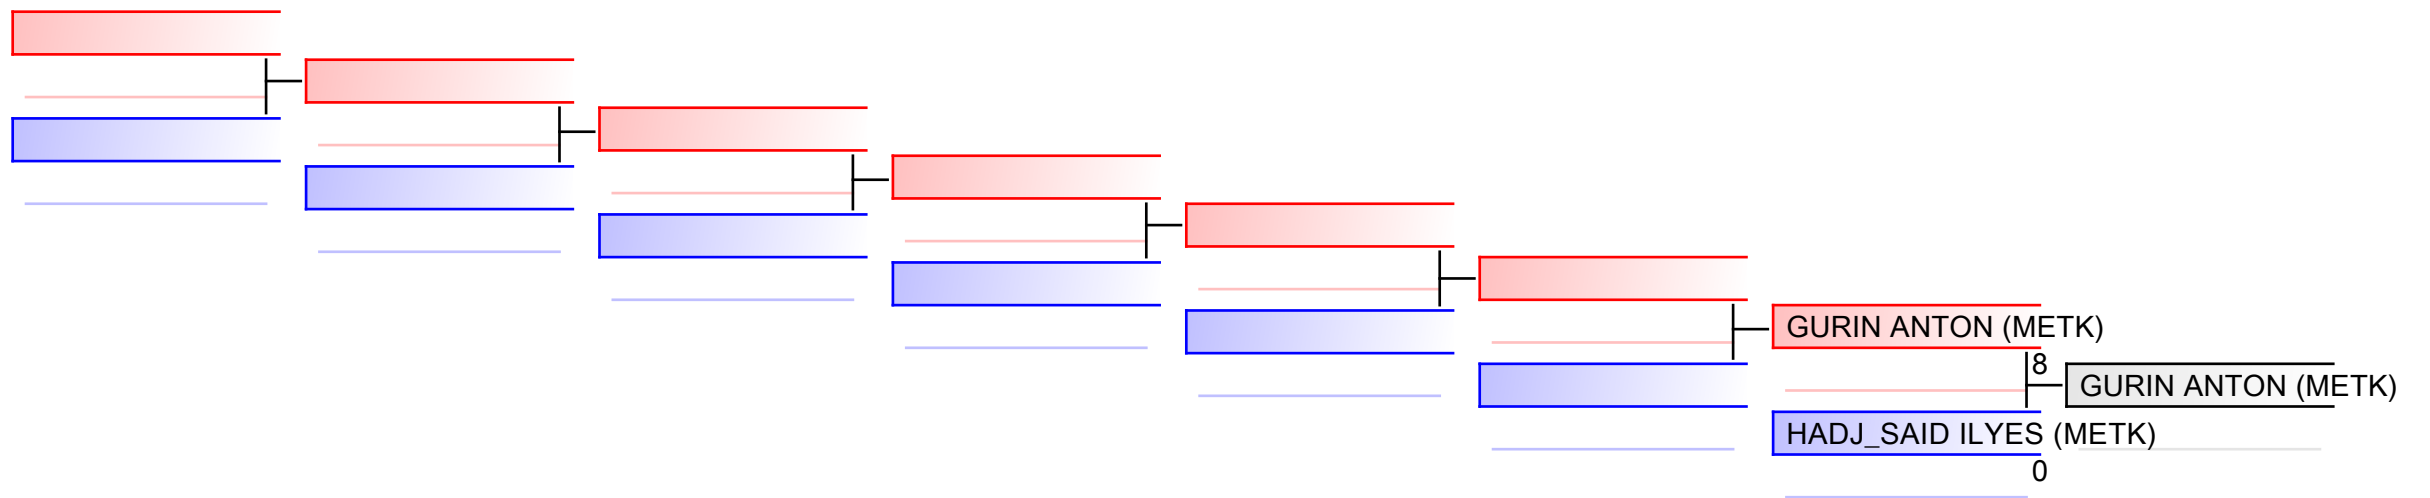 GURIN ANTON (METK)
8
GURIN ANTON (METK)
HADJ_SAID ILYES (METK)
0